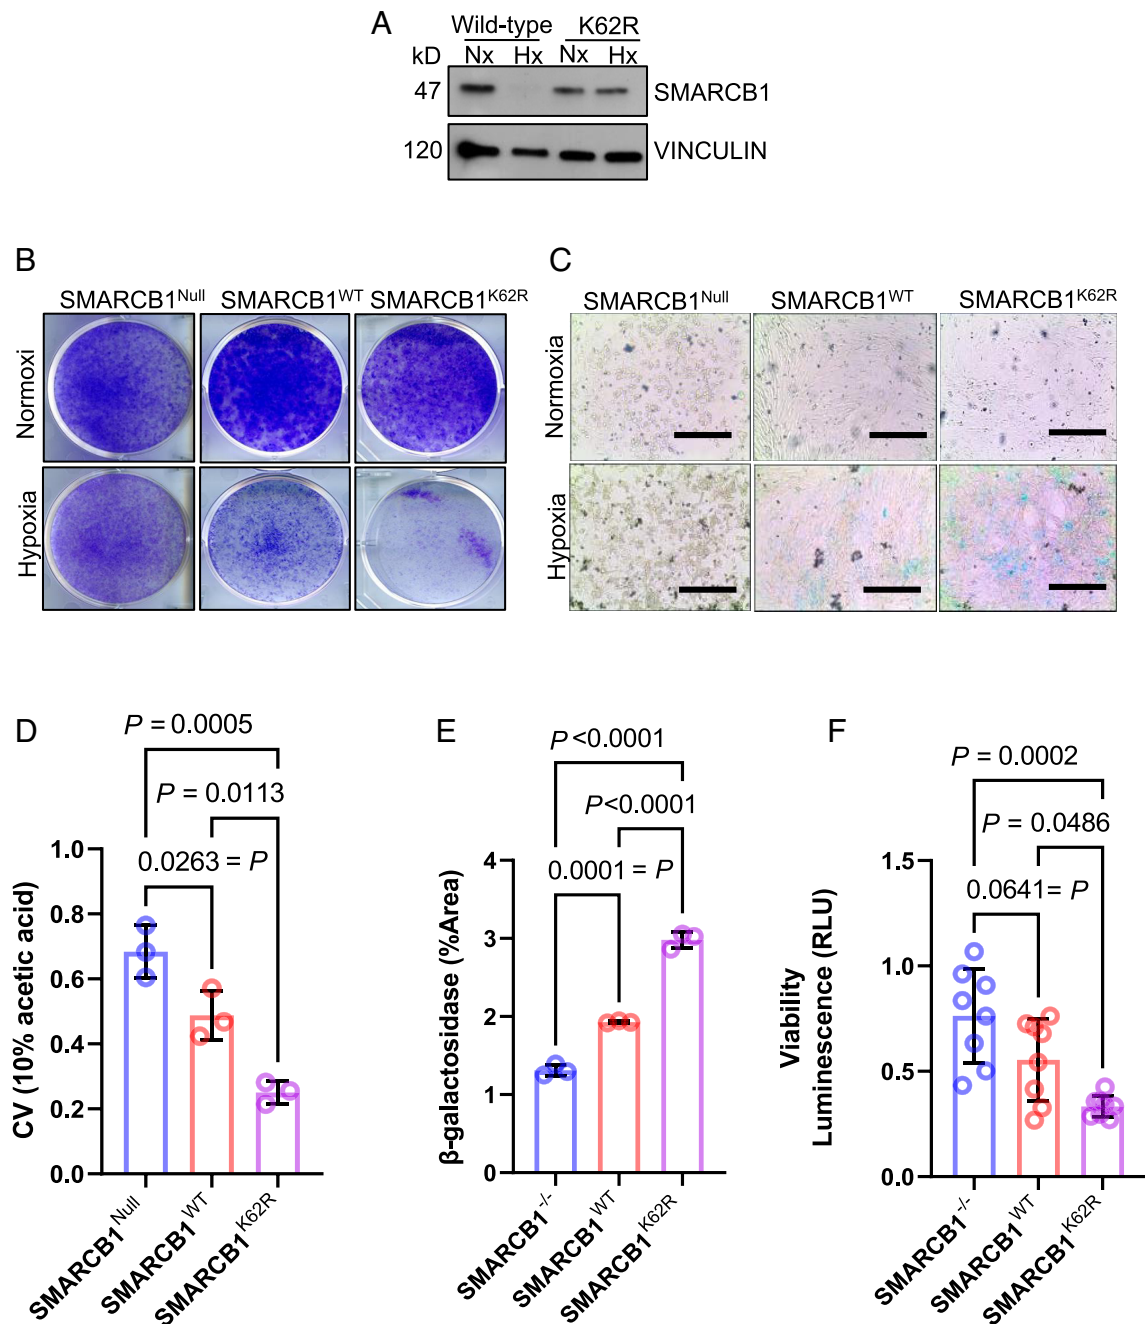 A
Wild-type K62R
kD Nx Hx Nx Hx
47 SMARCB1
120 VINCULIN
B
SMARCB1Null SMARCB1WT SMARCB1K62R
Normoxi
Hypoxia
C
SMARCB1Null SMARCB1WT SMARCB1K62R
Normoxia
Hypoxia
D
P = 0.0005
P = 0.0113
0.0263 = P
CV (10% acetic acid)
1.0
0.8
0.6
0.4
0.2
0.0
SMARCB1Null
SMARCB1WT
SMARCB1K62R
E
P <0.0001
P<0.0001
0.0001 = P
β-galactosidase (%Area)
4
3
2
1
0
SMARCB1-/-
SMARCB1WT
SMARCB1K62R
F
P = 0.0002
P = 0.0486
0.0641= P
Viability
Luminescence (RLU)
1.5
1.0
0.5
0.0
SMARCB1-/-
SMARCB1WT
SMARCB1K62R